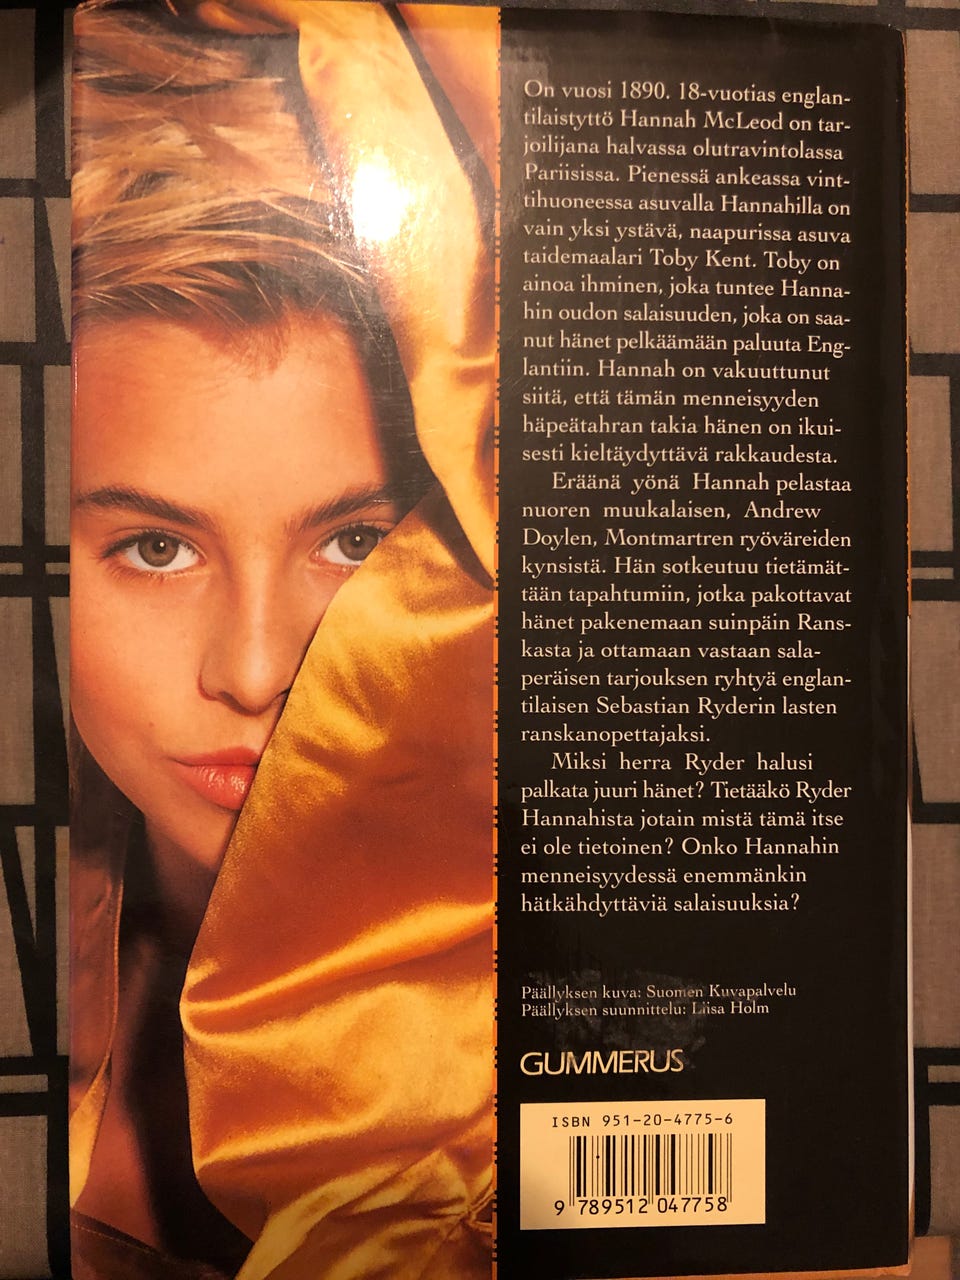 On vuosi 1890. 18-vuotias englan-
tilaistyttö Hannah McLeod on tar-
joilijana halvassa olutravintolassa
Pariisissa. Pienessä ankeassa vint-
tihuoneessa asuvalla Hannahilla on
vain yksi ystävä, naapurissa asuva
taidemaalari Toby Kent. Toby on
ainoa ihminen, joka tuntee Hanna-
hin oudon salaisuuden, joka on saa-
nut hänet pelkäämään paluuta Eng-
lantiin. Hannah on vakuuttunut
siitä, että tämän menneisyyden
häpeätahran takia hänen on ikui-
sesti kieltäydyttävä rakkaudesta.
Eräänä yönä Hannah pelastaa
nuoren muukalaisen, Andrew
Doylen, Montmartren ryöväreiden
kynsistä. Hän sotkeutuu tietämät-
tään tapahtumiin, jotka pakottavat
hänet pakenemaan suinpäin Rans-
kasta ja ottamaan vastaan sala-
peräisen tarjouksen ryhtyä englan-
tilaisen Sebastian Ryderin lasten
ranskanopettajaksi.
Miksi herra Ryder halusi
palkata juuri hänet? Tietääkö Ryder
Hannahista jotain mistä tämä itse
ei ole tietoinen? Onko Hannahin
menneisyydessä enemmänkin
hätkähdyttäviä salaisuuksia?
Päällyksen kuva: Suomen Kuvapalvelu
Päällyksen suunnittelu: Liisa Holm
GUMMERUS
ISBN 951-20-4775-6
9 789512 047758